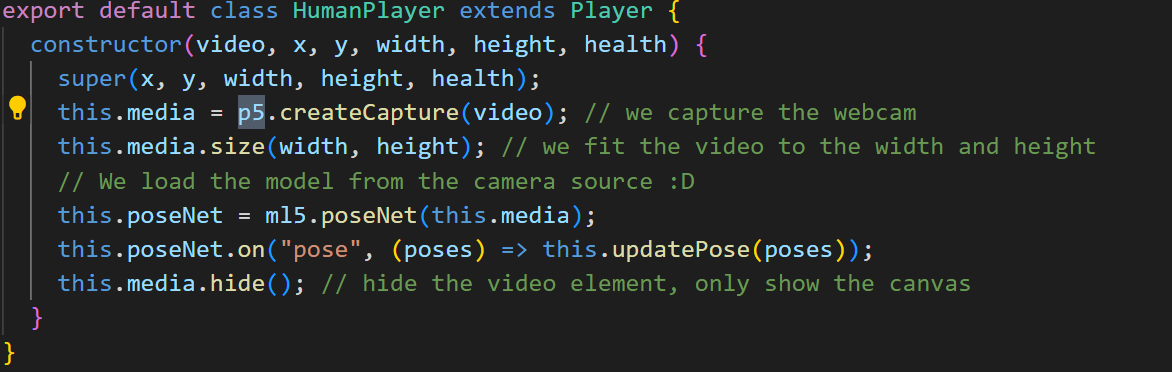 export default class HumanPlayer extends Player {
  constructor(video, x, y, width, height, health) {
    super(x, y, width, height, health);
    this.media = p5.createCapture(video); // we capture the webcam
    this.media.size(width, height); // we fit the video to the width and height
    // We load the model from the camera source :D
    this.poseNet = ml5.poseNet(this.media);
    this.poseNet.on("pose", (poses) => this.updatePose(poses));
    this.media.hide(); // hide the video element, only show the canvas
  }
}